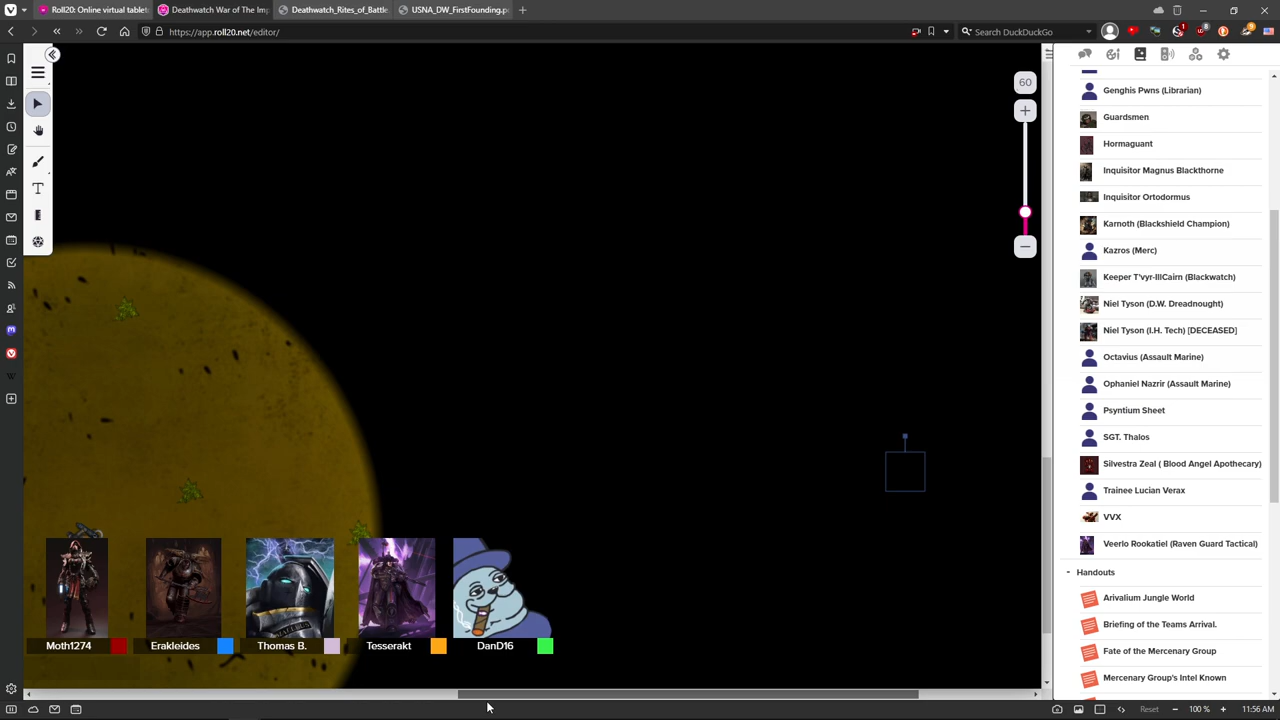 Roll20: Online virtual tablet
Deathwatch War of The Imp
Deathwatch_Rites_of_Battle
USNA_DW_FirstFounding.p
https://app.roll20.net/editor/
Search DuckDuckGo
60
Genghis Pwns (Librarian)
Guardsmen
Hormaguant
Inquisitor Magnus Blackthorne
Inquisitor Ortodormus
Karnoth (Blackshield Champion)
Kazros (Merc)
Keeper T'vyr-IllCairn (Blackwatch)
Niel Tyson (D.W. Dreadnought)
Niel Tyson (I.H. Tech) [DECEASED]
Octavius (Assault Marine)
Ophaniel Nazrir (Assault Marine)
Psyntium Sheet
SGT. Thalos
Silvestra Zeal ( Blood Angel Apothecary)
Trainee Lucian Verax
VVX
Veerlo Rookatiel (Raven Guard Tactical)
Handouts
Arivalium Jungle World
Briefing of the Teams Arrival.
Fate of the Mercenary Group
Mercenary Group's Intel Known
Moth1274
Erakleides
Thomas B.
Tesserakt
DanD16
Reset
100 %
11:56 AM